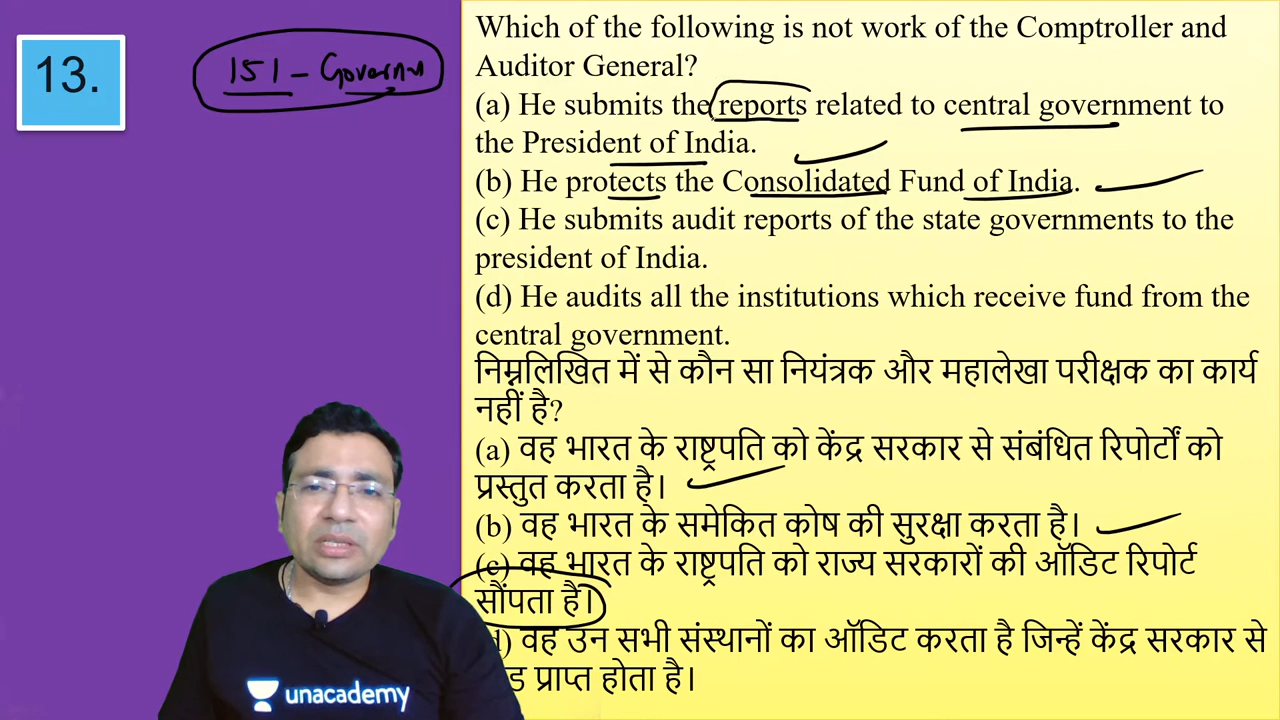 13.
151 - Governor
Which of the following is not work of the Comptroller and
Auditor General?
(a) He submits the reports related to central government to
the President of India.
(b) He protects the Consolidated Fund of India.
(c) He submits audit reports of the state governments to the
president of India.
(d) He audits all the institutions which receive fund from the
central government.
निम्नलिखित में से कौन सा नियंत्रक और महालेखा परीक्षक का कार्य
नहीं है?
(a) वह भारत के राष्ट्रपति को केंद्र सरकार से संबंधित रिपोर्टों को
प्रस्तुत करता है।
(b) वह भारत के समेकित कोष की सुरक्षा करता है।
(c) वह भारत के राष्ट्रपति को राज्य सरकारों की ऑडिट रिपोर्ट
सौंपता है।
d) वह उन सभी संस्थानों का ऑडिट करता है जिन्हें केंद्र सरकार से
प्राप्त होता है।
unacademy